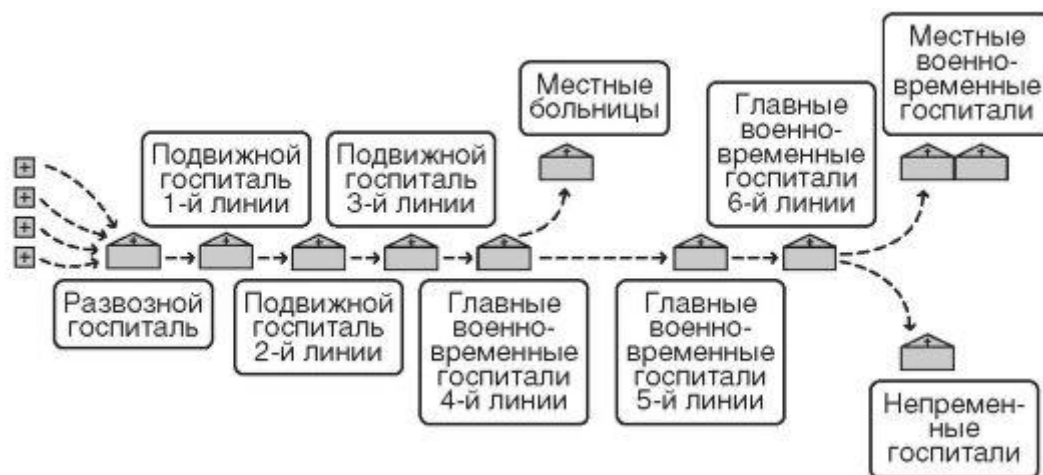 Развозной
госпиталь
Подвижной
госпиталь
1-й линии
Подвижной
госпиталь
2-й линии
Подвижной
госпиталь
3-й линии
Главные
военно-
временные
госпитали
4-й линии
Местные
больницы
Главные
военно-
временные
госпитали
5-й линии
Главные
военно-
временные
госпитали
6-й линии
Местные
военно-
временные
госпитали
Непремен-
ные
госпитали